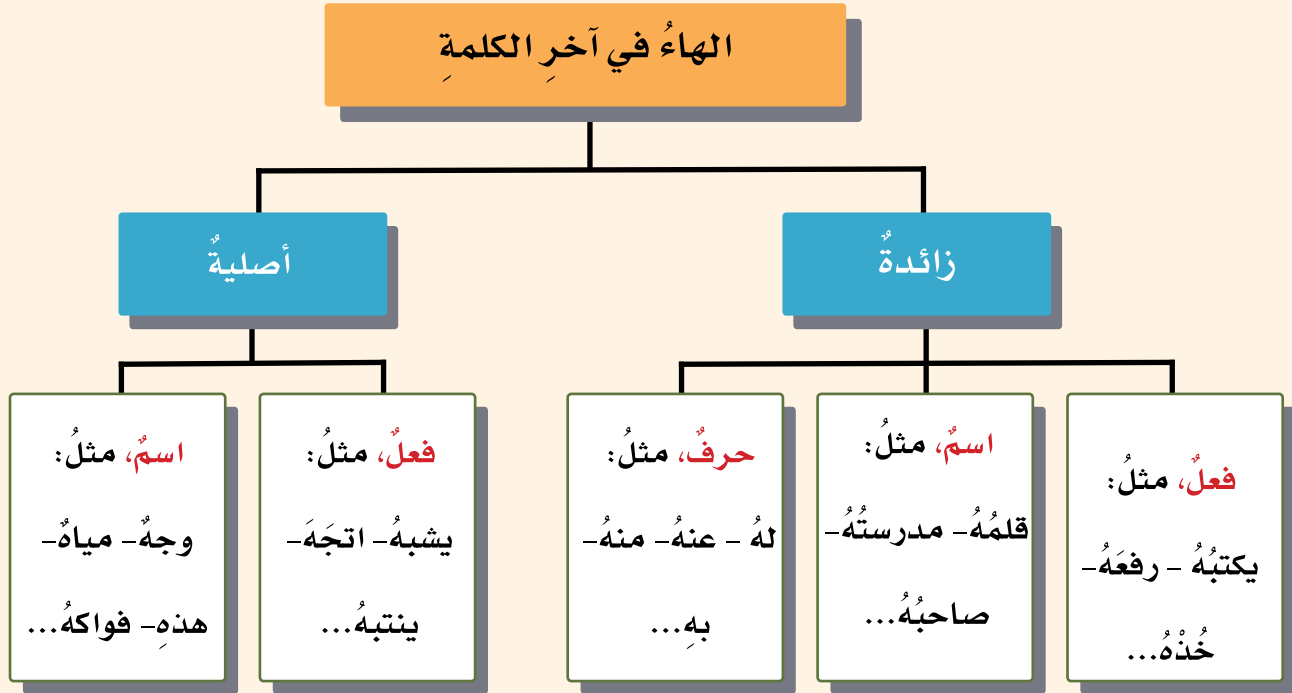 الهاءُ في آخرِ الكلمةِ
زائدةٌ
أصليةٌ
فعلٌ، مثلُ:
يكتبُهُ - رفعَهُ-
خُذْهُ...
اسمٌ، مثلُ:
قلمُهُ- مدرستُهُ-
صاحبُهُ...
حرفٌ، مثلُ:
لهُ - عنهُ- منهُ-
بهِ...
فعلٌ، مثلُ:
يشبهُ- اتجَهَ-
ينتبهُ...
اسمٌ، مثلُ:
وجهٌ- مياهٌ-
هذهِ- فواكهُ...